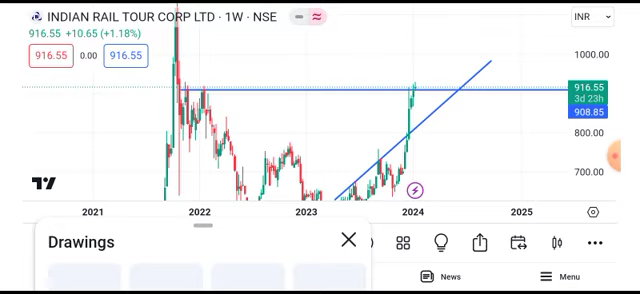 INDIAN RAIL TOUR CORP LTD · 1W · NSE
INR
916.55 +10.65 (+1.18%)
916.55 0.00 916.55
1000.00
916.55
3d 23h
908.85
800.00
700.00
2021 2022 2023 2024 2025
Drawings
News
Menu